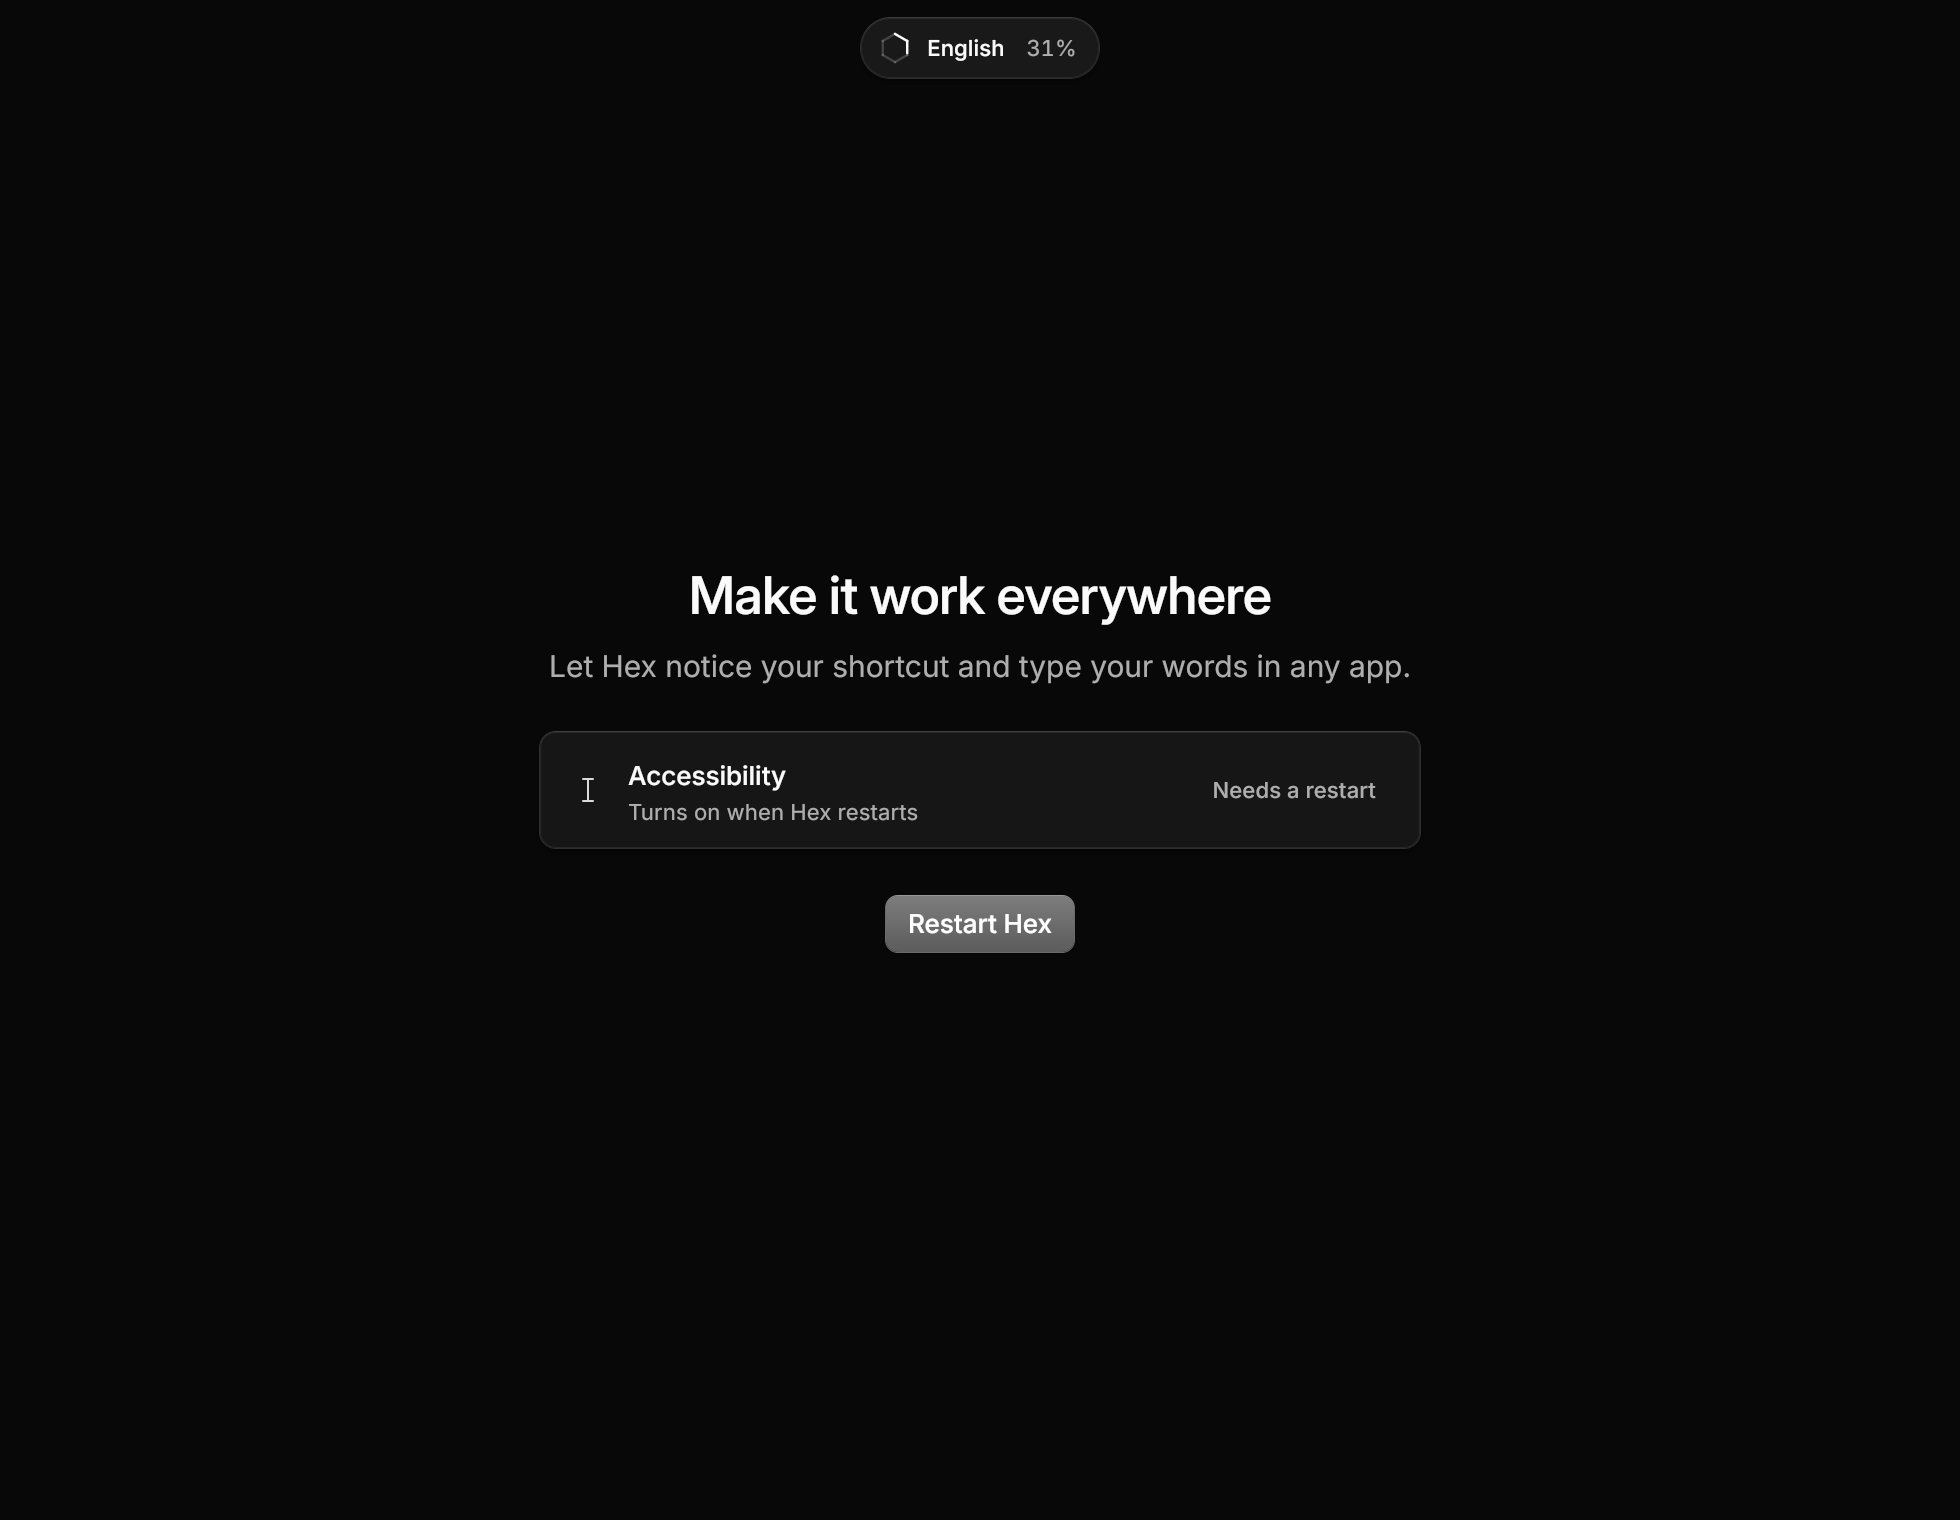 English 31%
Make it work everywhere
Let Hex notice your shortcut and type your words in any app.
Accessibility
Turns on when Hex restarts
Needs a restart
Restart Hex